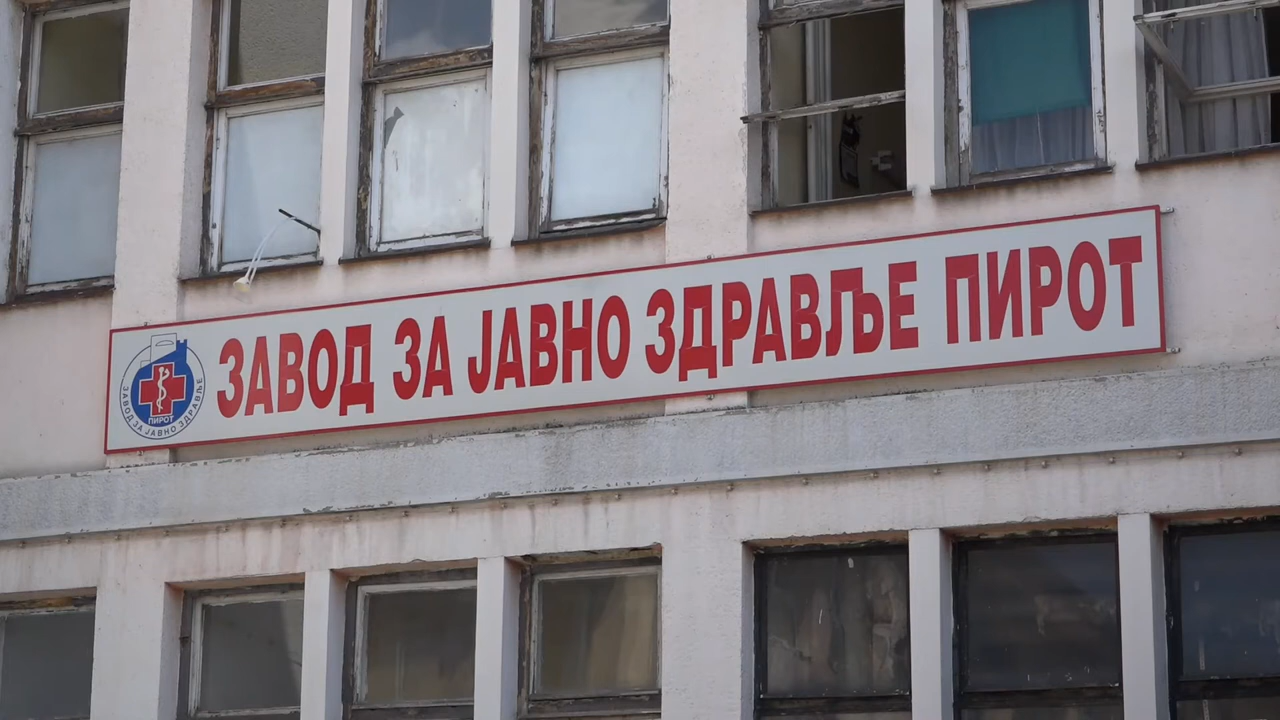 ЗАВОД ЗА ЈАВНО ЗДРАВЉЕ ПИРОТ
ЗАВОД ЗА ЈАВНО ЗДРАВЉЕ
ПИРОТ